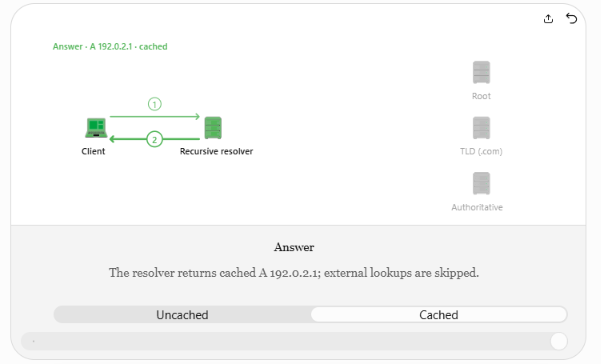 Answer · A 192.0.2.1 · cached
Root
1
2
Client
Recursive resolver
TLD (.com)
Authoritative
Answer
The resolver returns cached A 192.0.2.1; external lookups are skipped.
Uncached
Cached